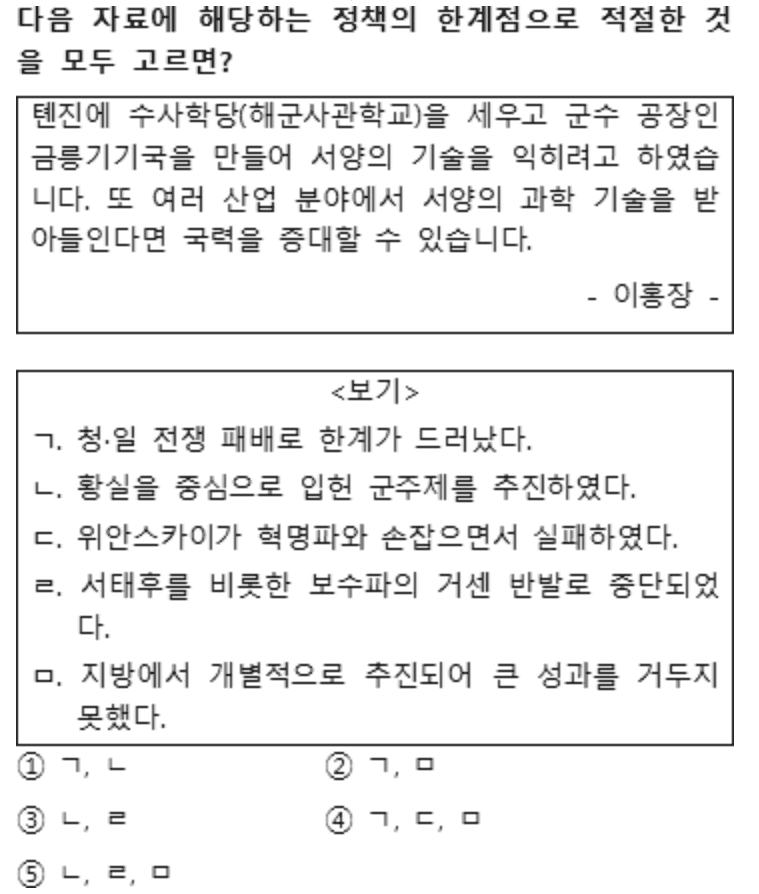 다음 자료에 해당하는 정책의 한계점으로 적절한 것
을 모두 고르면?
톈진에 수사학당(해군사관학교)을 세우고 군수 공장인
금릉기기국을 만들어 서양의 기술을 익히려고 하였습
니다. 또 여러 산업 분야에서 서양의 과학 기술을 받
아들인다면 국력을 증대할 수 있습니다.
- 이홍장 -
<보기>
ㄱ. 청·일 전쟁 패배로 한계가 드러났다.
ㄴ. 황실을 중심으로 입헌 군주제를 추진하였다.
ㄷ. 위안스카이가 혁명파와 손잡으면서 실패하였다.
ㄹ. 서태후를 비롯한 보수파의 거센 반발로 중단되었
다.
ㅁ. 지방에서 개별적으로 추진되어 큰 성과를 거두지
못했다.
① ㄱ, ㄴ ② ㄱ, ㅁ
③ ㄴ, ㄹ ④ ㄱ, ㄷ, ㅁ
⑤ ㄴ, ㄹ, ㅁ